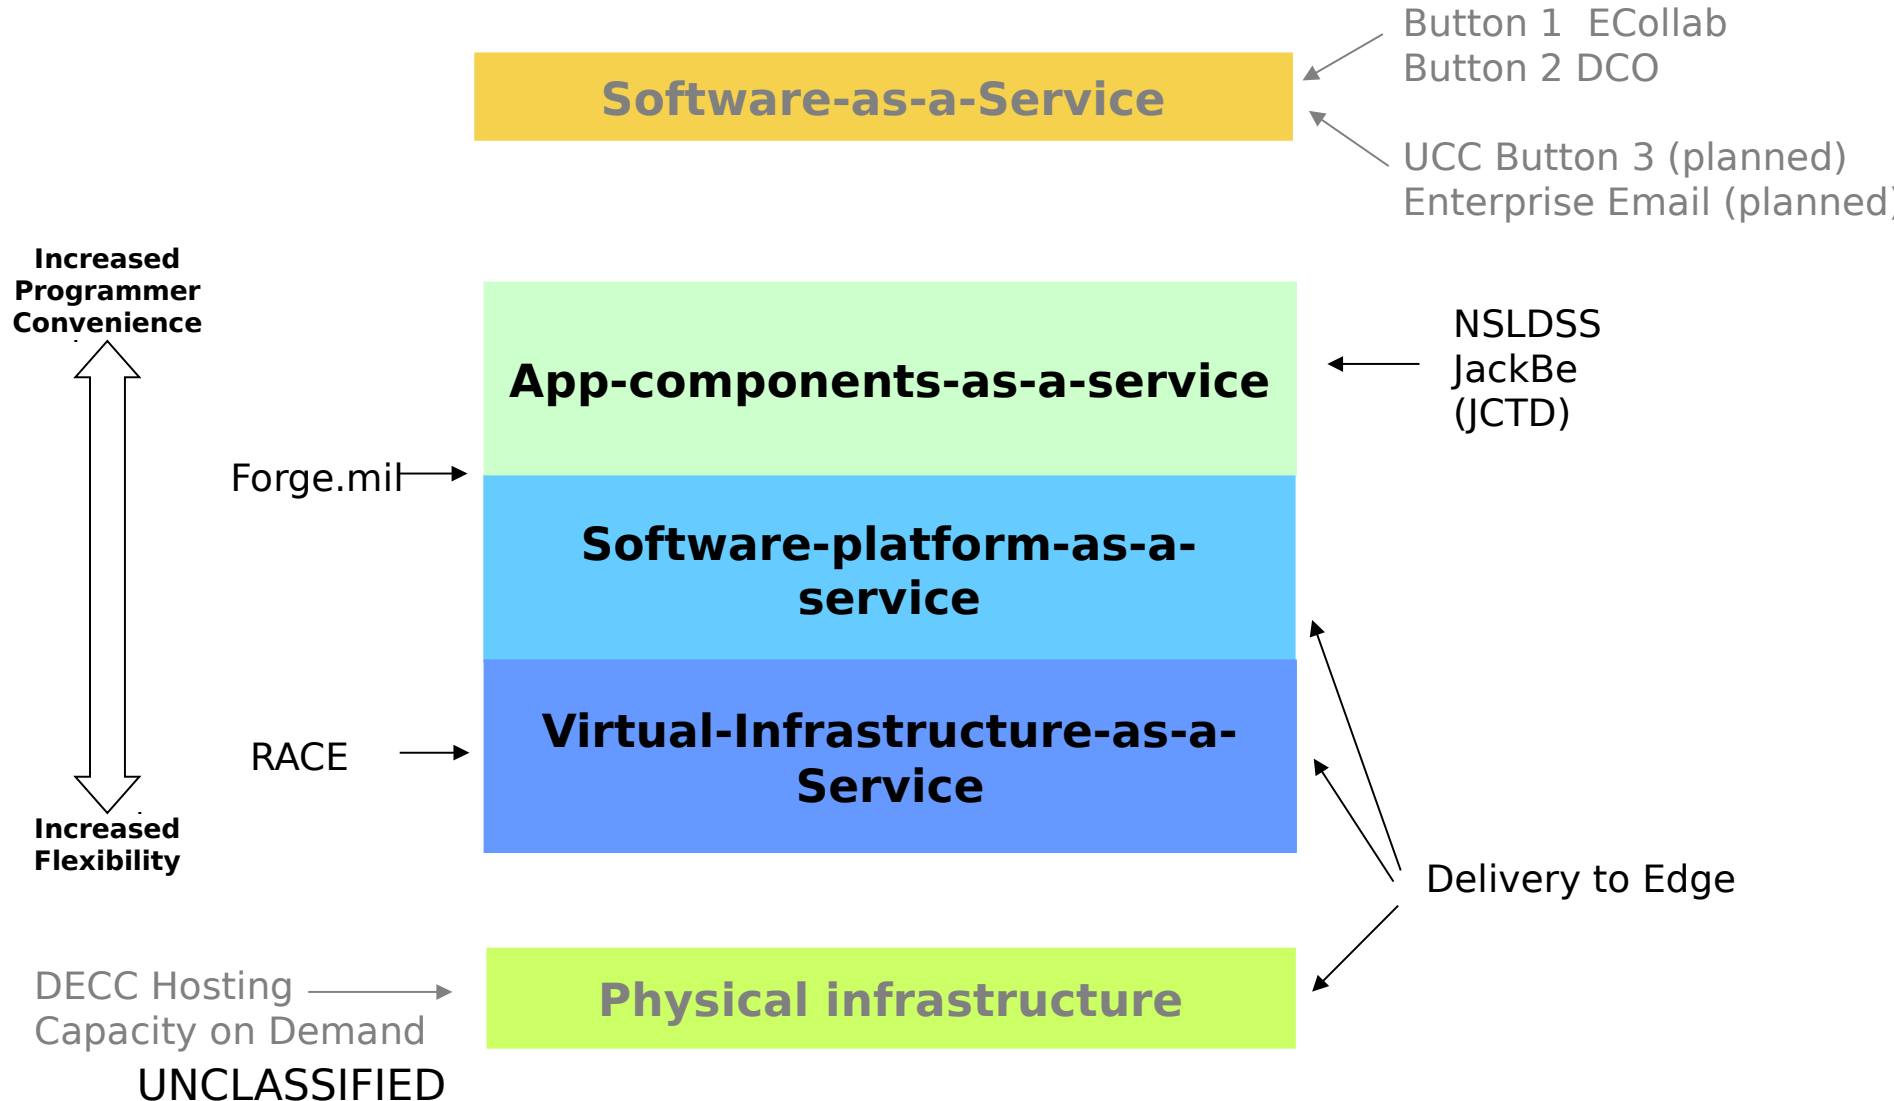 Button 1  ECollab
Button 2 DCO
Software-as-a-Service
UCC Button 3 (planned)
Enterprise Email (planned)
Increased
Programmer
Convenience
App-components-as-a-service
NSLDSS
JackBe
(JCTD)
Forge.mil
Software-platform-as-a-
service
RACE
Virtual-Infrastructure-as-a-
Service
Increased
Flexibility
Delivery to Edge
DECC Hosting
Capacity on Demand
Physical infrastructure
UNCLASSIFIED